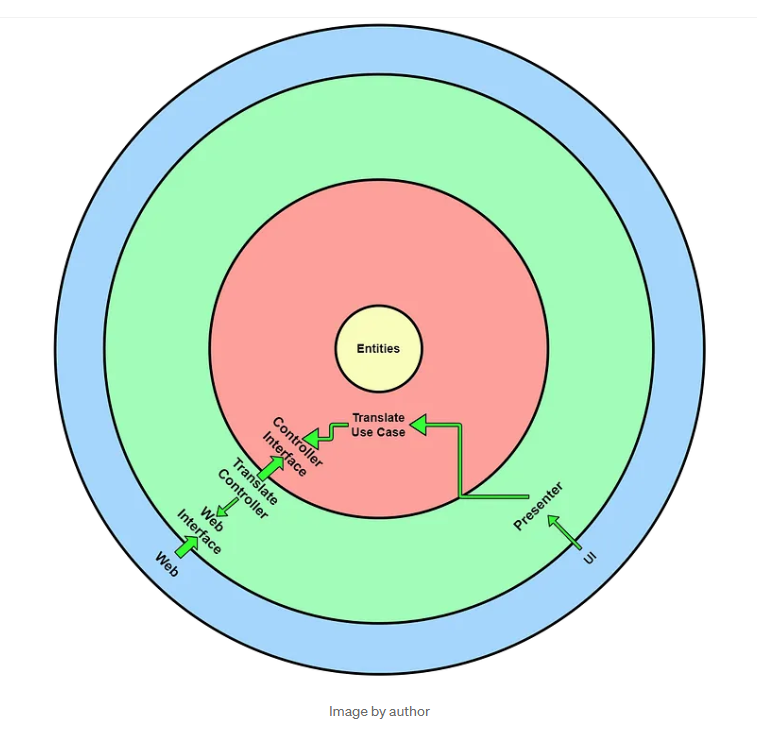 Entities
Translate
Use Case
Controller
Interface
Translate
Controller
Web
Interface
Web
Presenter
UI
Image by author